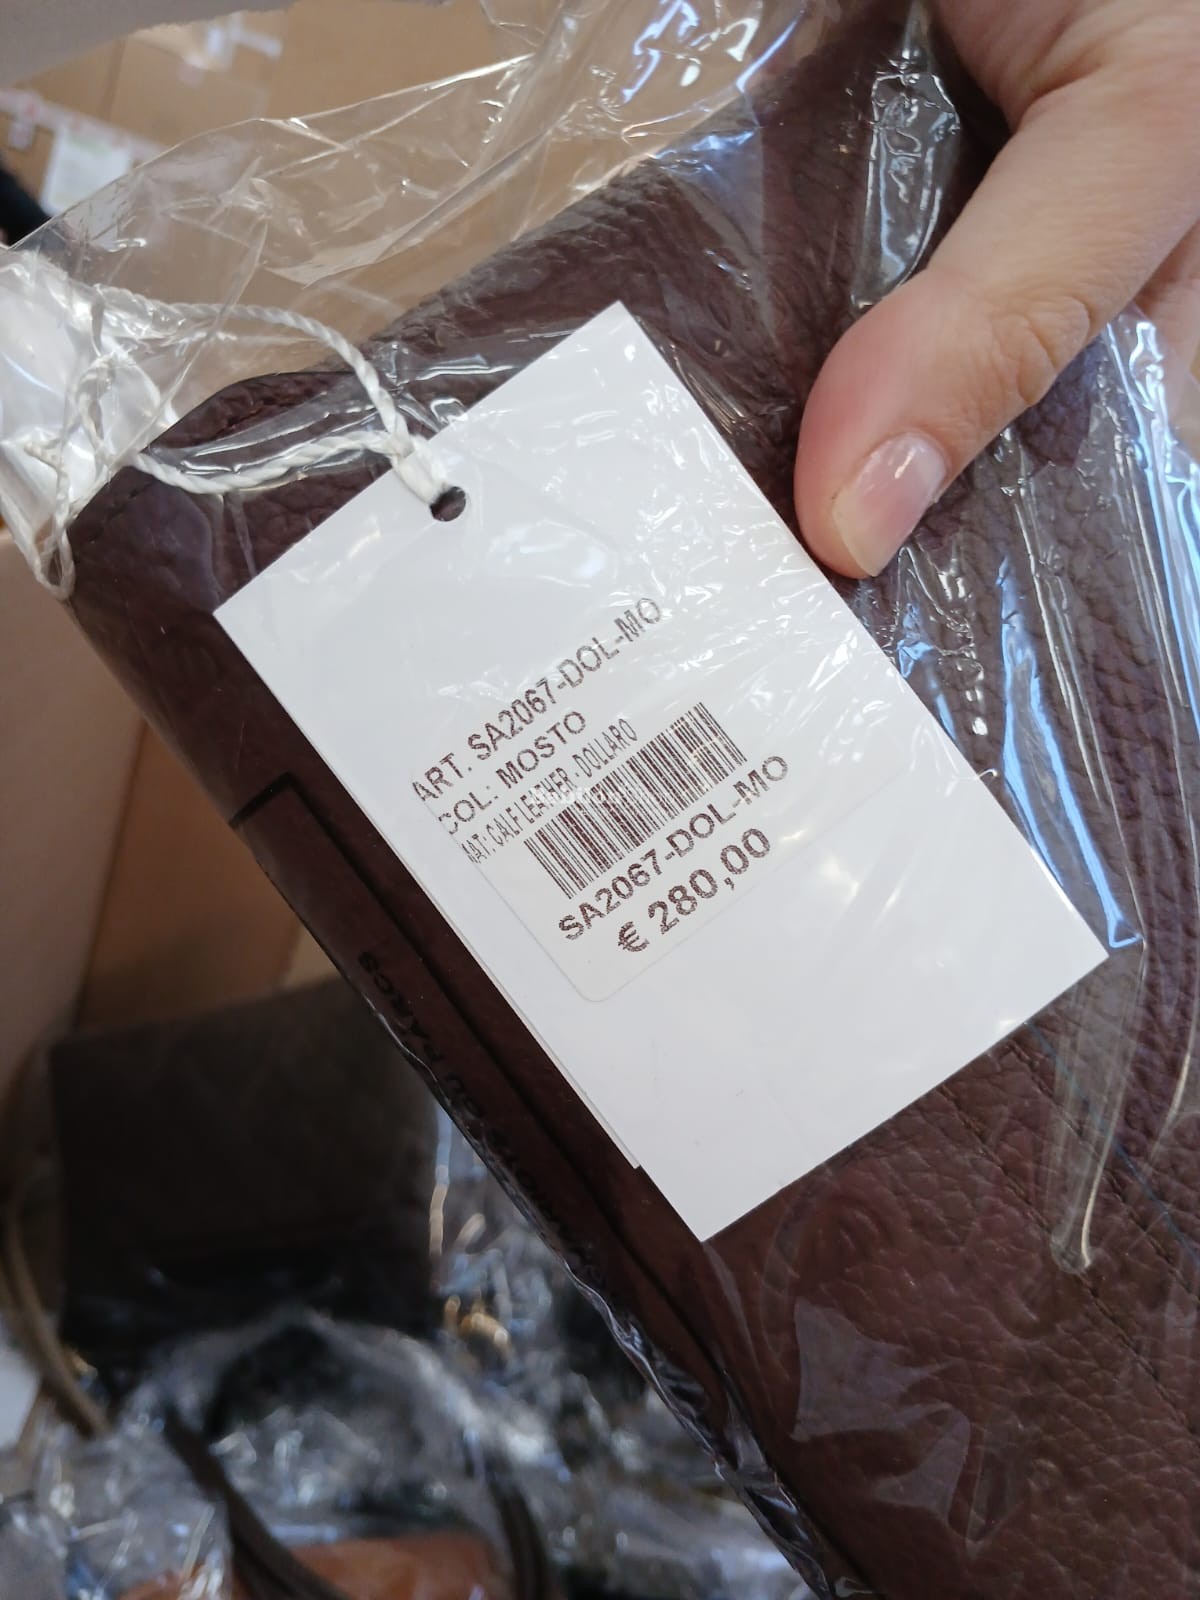 ART. SA2067-DOL-MO
COL: MOSTO
MAT: CALF LEATHER - DOLLARO
SA2067-DOL-MO
€ 280,00